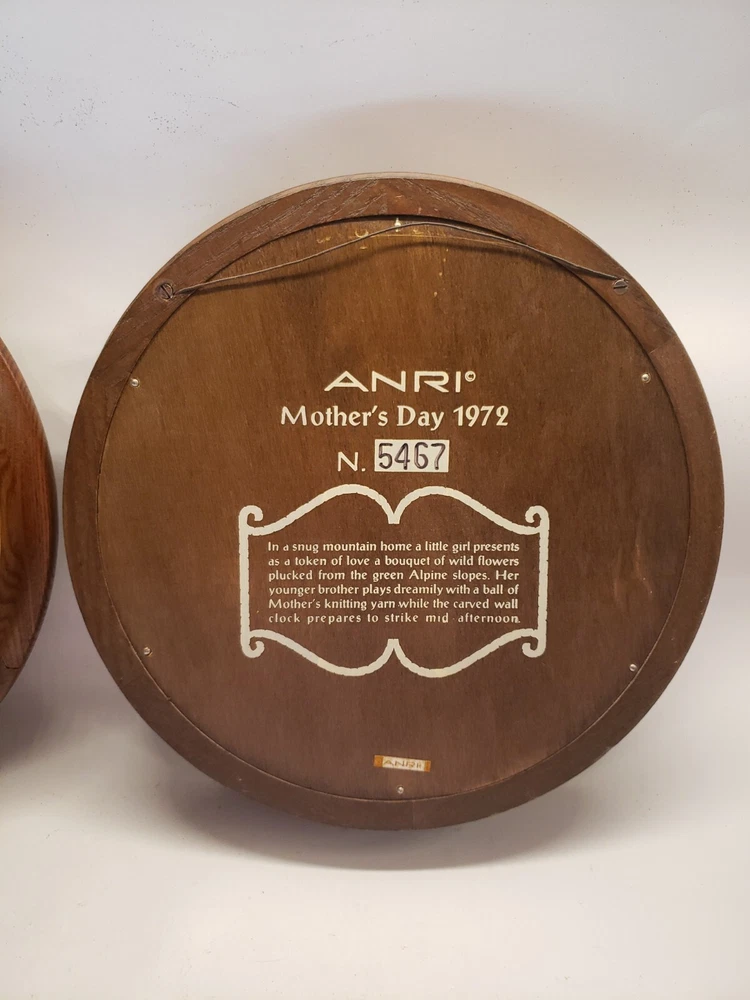 ANRI©
Mother's Day 1972
N. 5467
In a snug mountain home a little girl presents
as a token of love a bouquet of wild flowers
plucked from the green Alpine slopes. Her
younger brother plays dreamily with a ball of
Mother's knitting yarn while the carved wall
clock prepares to strike mid-afternoon.
ANRI